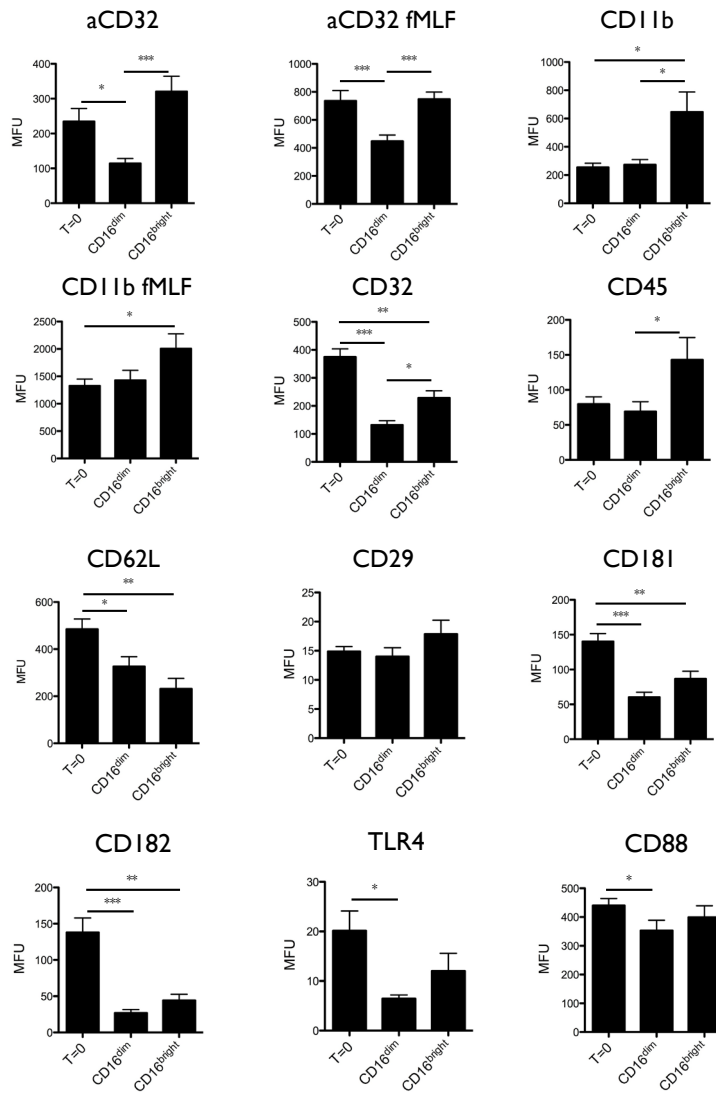 aCD32
MFU
400
300
200
100
0
* ***
T=0 CD16dim CD16bright
aCD32 fMLF
MFU
1000
800
600
400
200
0
*** ***
T=0 CD16dim CD16bright
CD11b
MFU
1000
800
600
400
200
0
*
*
T=0 CD16dim CD16bright
CD11b fMLF
MFU
2500
2000
1500
1000
500
0
*
T=0 CD16dim CD16bright
CD32
MFU
500
400
300
200
100
0
**
***
*
T=0 CD16dim CD16bright
CD45
MFU
200
150
100
50
0
*
T=0 CD16dim CD16bright
CD62L
MFU
600
400
200
0
**
*
T=0 CD16dim CD16bright
CD29
MFU
25
20
15
10
5
0
T=0 CD16dim CD16bright
CD181
MFU
200
150
100
50
0
**
***
T=0 CD16dim CD16bright
CD182
MFU
200
150
100
50
0
**
***
T=0 CD16dim CD16bright
TLR4
MFU
30
20
10
0
*
T=0 CD16dim CD16bright
CD88
MFU
500
400
300
200
100
0
*
T=0 CD16dim CD16bright